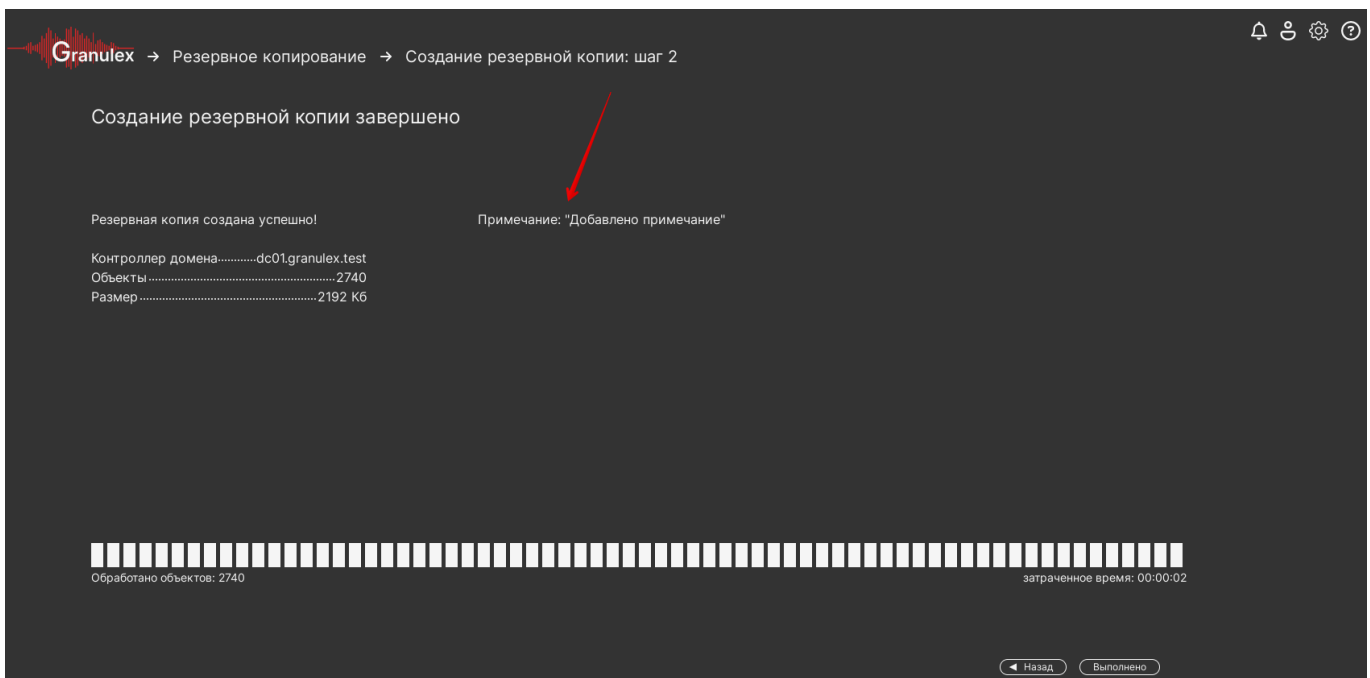 Granulex → Резервное копирование → Создание резервной копии: шаг 2
Создание резервной копии завершено
Резервная копия создана успешно!
Примечание: "Добавлено примечание"
Контроллер домена............dc01.granulex.test
Объекты..........................................................2740
Размер.......................................................2192 Кб
Обработано объектов: 2740
затраченное время: 00:00:02
◄ Назад
Выполнено